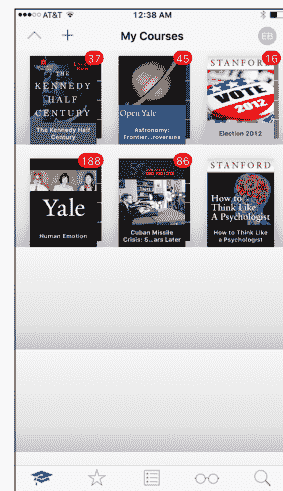 AT&T 12:38 AM
+ My Courses EB
37 45 16
THE
KENNEDY
HALF
CENTURY
The Kennedy Half
Century
Open Yale
Astronomy:
Frontier...roversies
STANFORD
VOTE
2012
Election 2012
188 86
Yale
Human Emotion
Cuban Missile
Crisis: 5...ars Later
STANFORD
How to
Think Like
A Psychologist
How to Think Like
a Psychologist